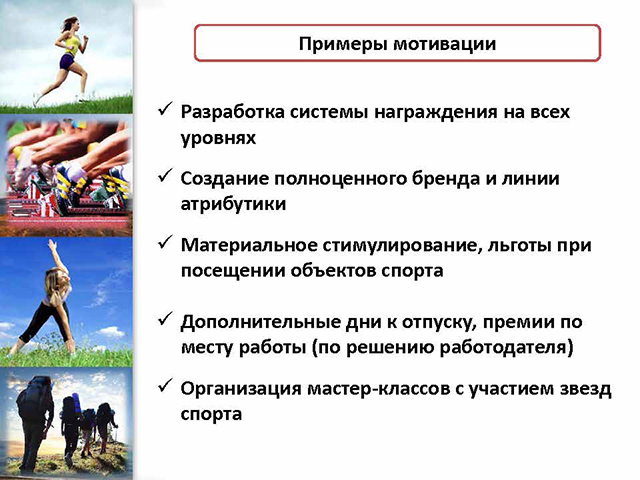 Примеры мотивации
✓ Разработка системы награждения на всех
уровнях
✓ Создание полноценного бренда и линии
атрибутики
✓ Материальное стимулирование, льготы при
посещении объектов спорта
✓ Дополнительные дни к отпуску, премии по
месту работы (по решению работодателя)
✓ Организация мастер-классов с участием звезд
спорта